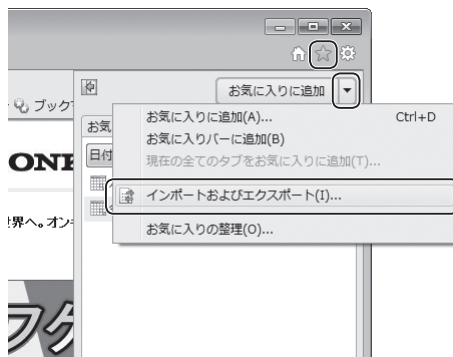 お気に入りに追加
ブック
お気
お気に入りに追加(A)... Ctrl+D
お気に入りバーに追加(B)
現在の全てのタブをお気に入りに追加(T)...
日付
インポートおよびエクスポート(I)...
お気に入りの整理(O)...
世界へ。オン
フ